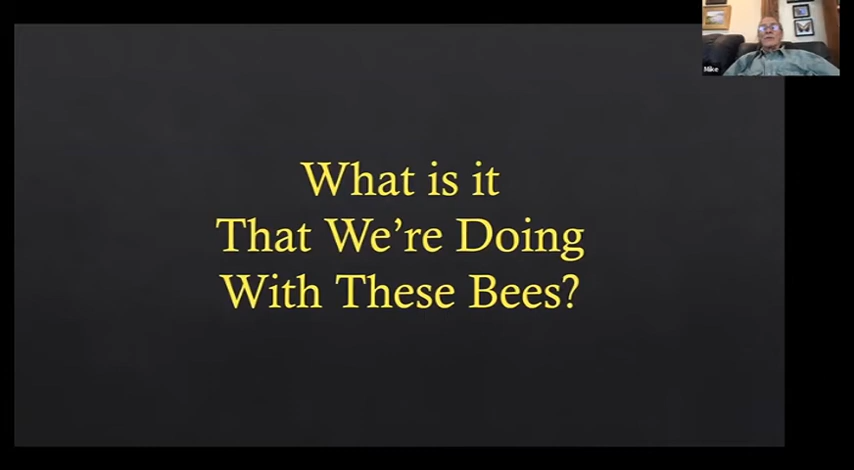 Mike
What is it
That We’re Doing
With These Bees?